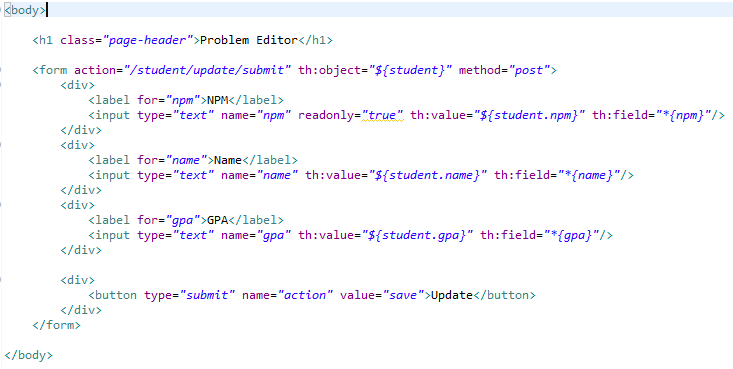 <body>
<h1 class="page-header">Problem Editor</h1>
<form action="/student/update/submit" th:object="${student}" method="post">
<div>
<label for="npm">NPM</label>
<input type="text" name="npm" readonly="true" th:value="${student.npm}" th:field="*{npm}"/>
</div>
<div>
<label for="name">Name</label>
<input type="text" name="name" th:value="${student.name}" th:field="*{name}"/>
</div>
<div>
<label for="gpa">GPA</label>
<input type="text" name="gpa" th:value="${student.gpa}" th:field="*{gpa}"/>
</div>
<div>
<button type="submit" name="action" value="save">Update</button>
</div>
</form>
</body>